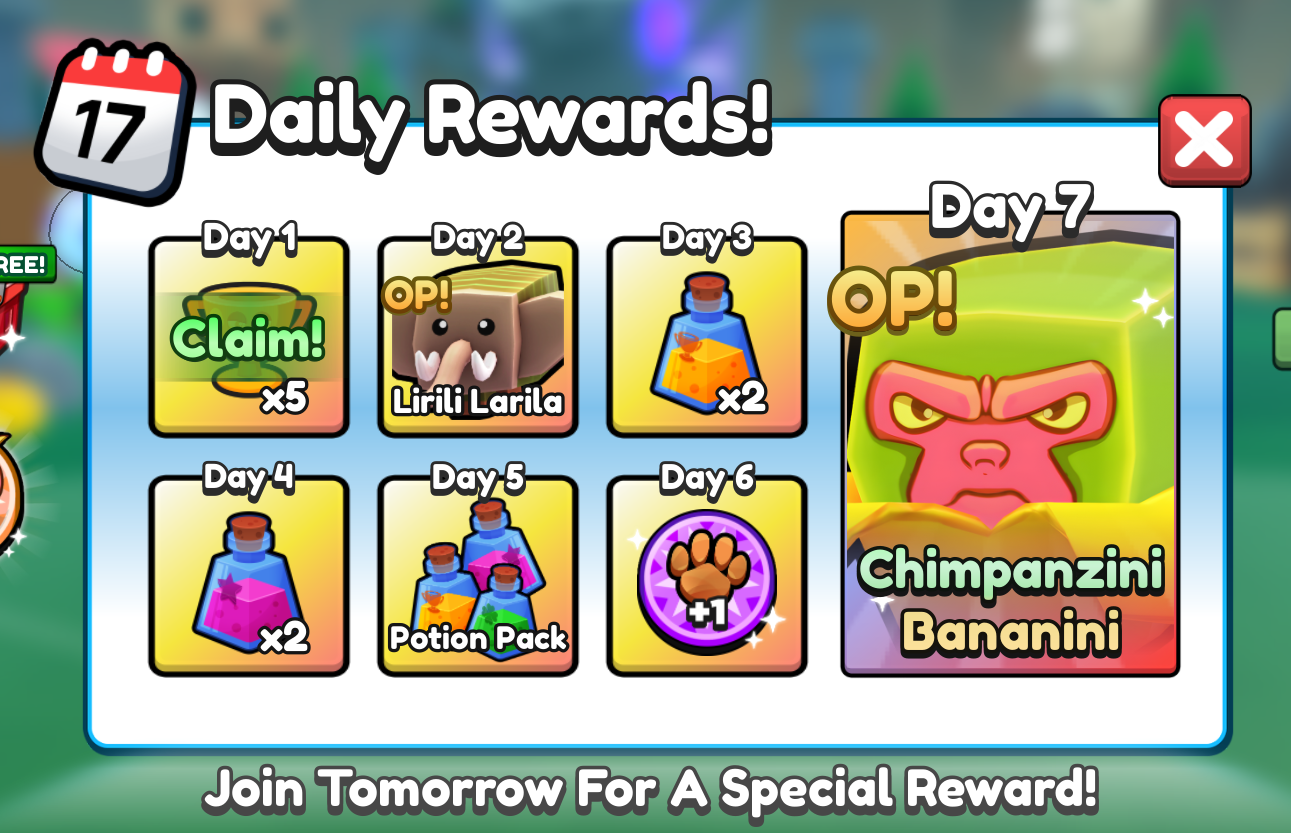 17
Daily Rewards!
Day 1
Claim!
x5
Day 2
OP!
Lirili Larila
Day 3
x2
Day 7
OP!
Chimpanzini
Bananini
REE!
Day 4
x2
Day 5
Potion Pack
Day 6
+1
Join Tomorrow For A Special Reward!